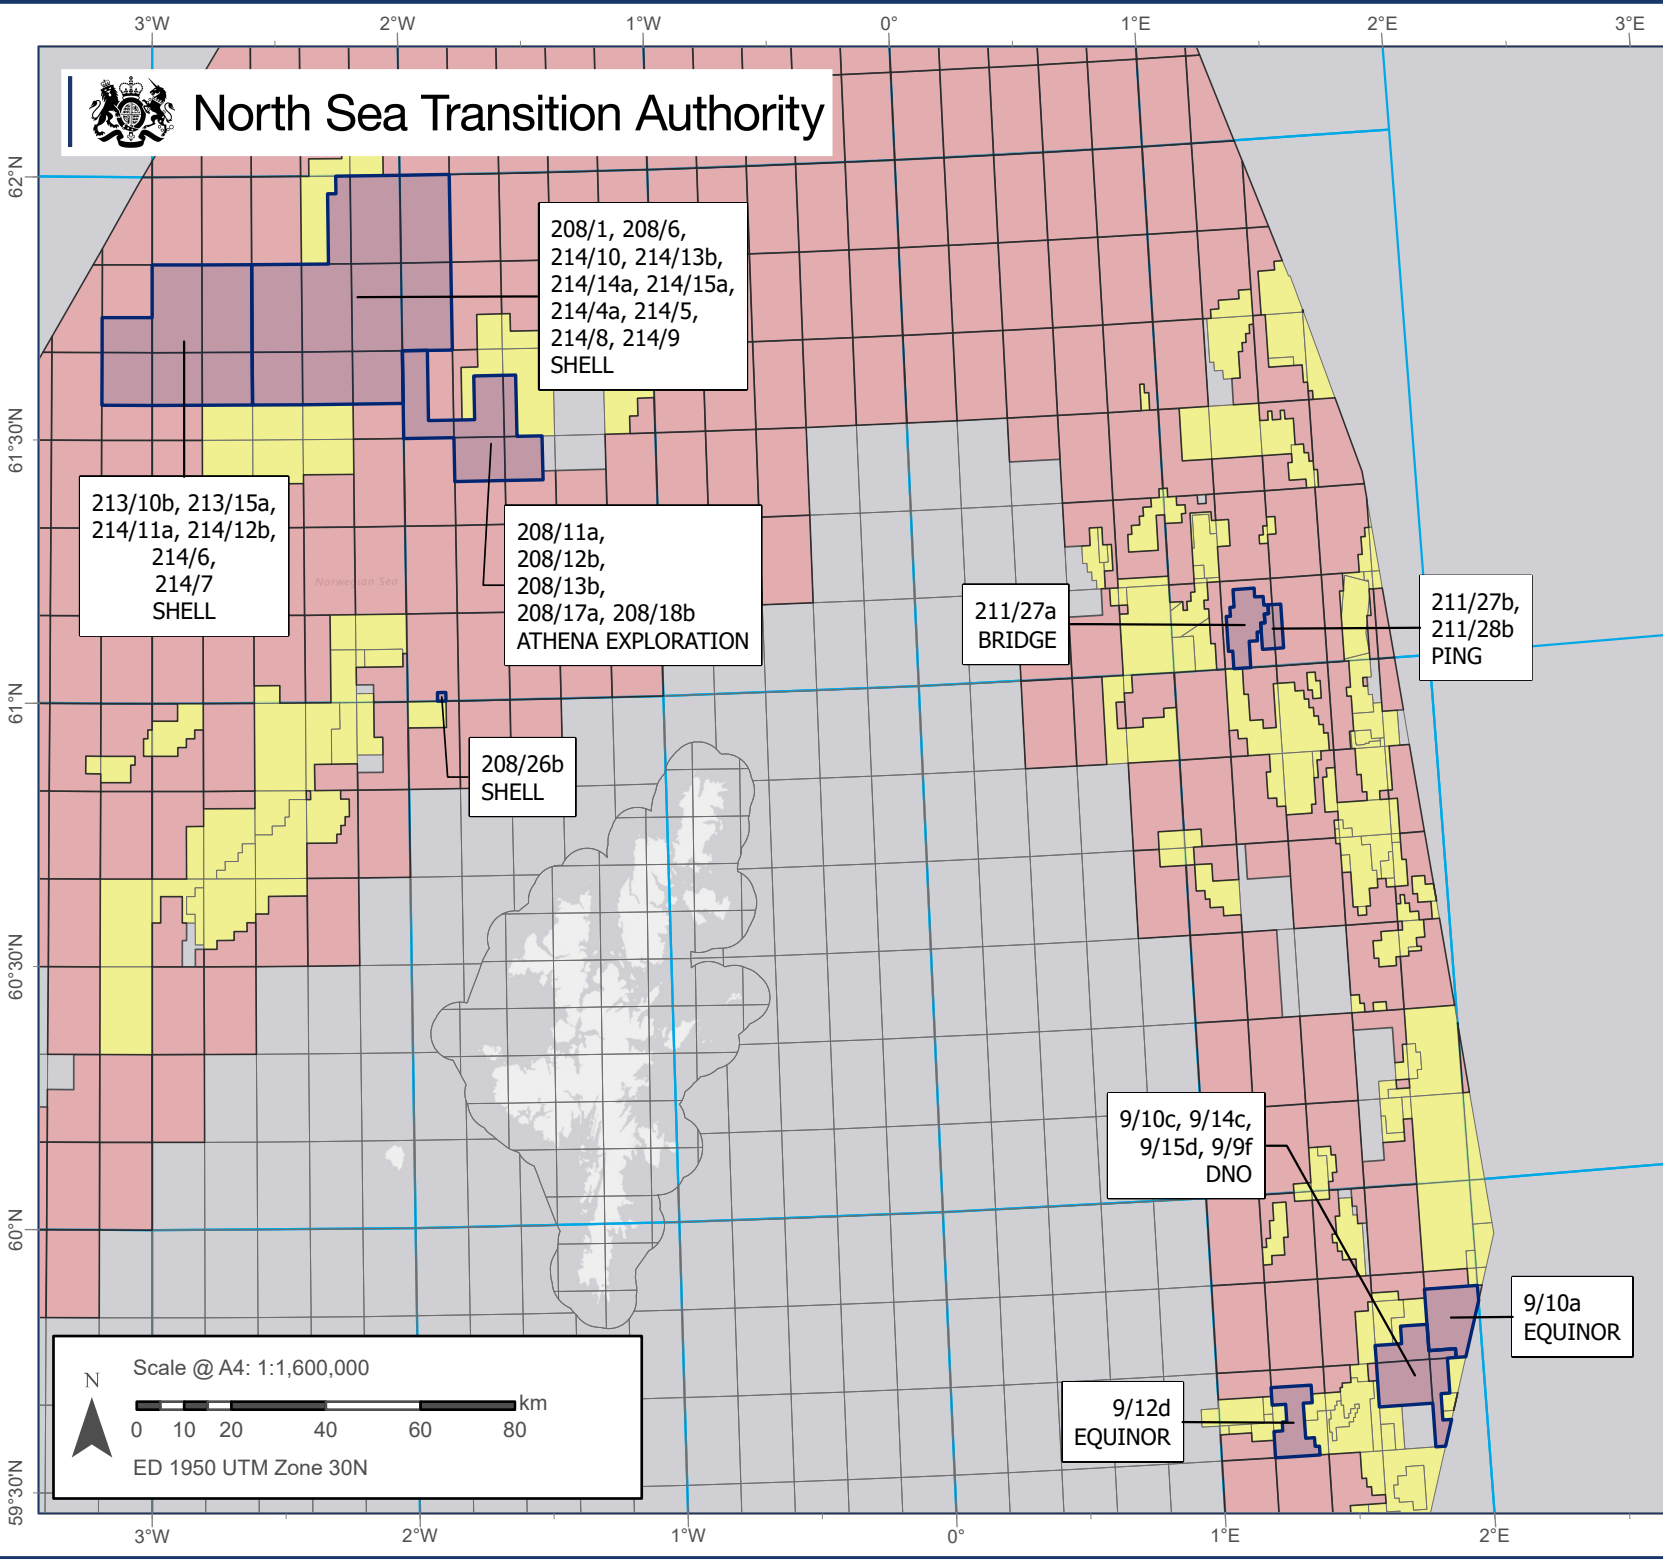 3°W 2°W 1°W 0° 1°E 2°E 3°E
North Sea Transition Authority
62°N
208/1, 208/6,
214/10, 214/13b,
214/14a, 214/15a,
214/4a, 214/5,
214/8, 214/9
SHELL
61°30'N
213/10b, 213/15a,
214/11a, 214/12b,
214/6,
214/7
SHELL
Norwegian Sea
208/11a,
208/12b,
208/13b,
208/17a, 208/18b
ATHENA EXPLORATION
211/27a
BRIDGE
211/27b,
211/28b
PING
61°N
208/26b
SHELL
60°30'N
9/10c, 9/14c,
9/15d, 9/9f
DNO
60°N
9/10a
EQUINOR
9/12d
EQUINOR
Scale @ A4: 1:1,600,000
N
km
0 10 20 40 60 80
ED 1950 UTM Zone 30N
59°30'N
3°W 2°W 1°W 0° 1°E 2°E